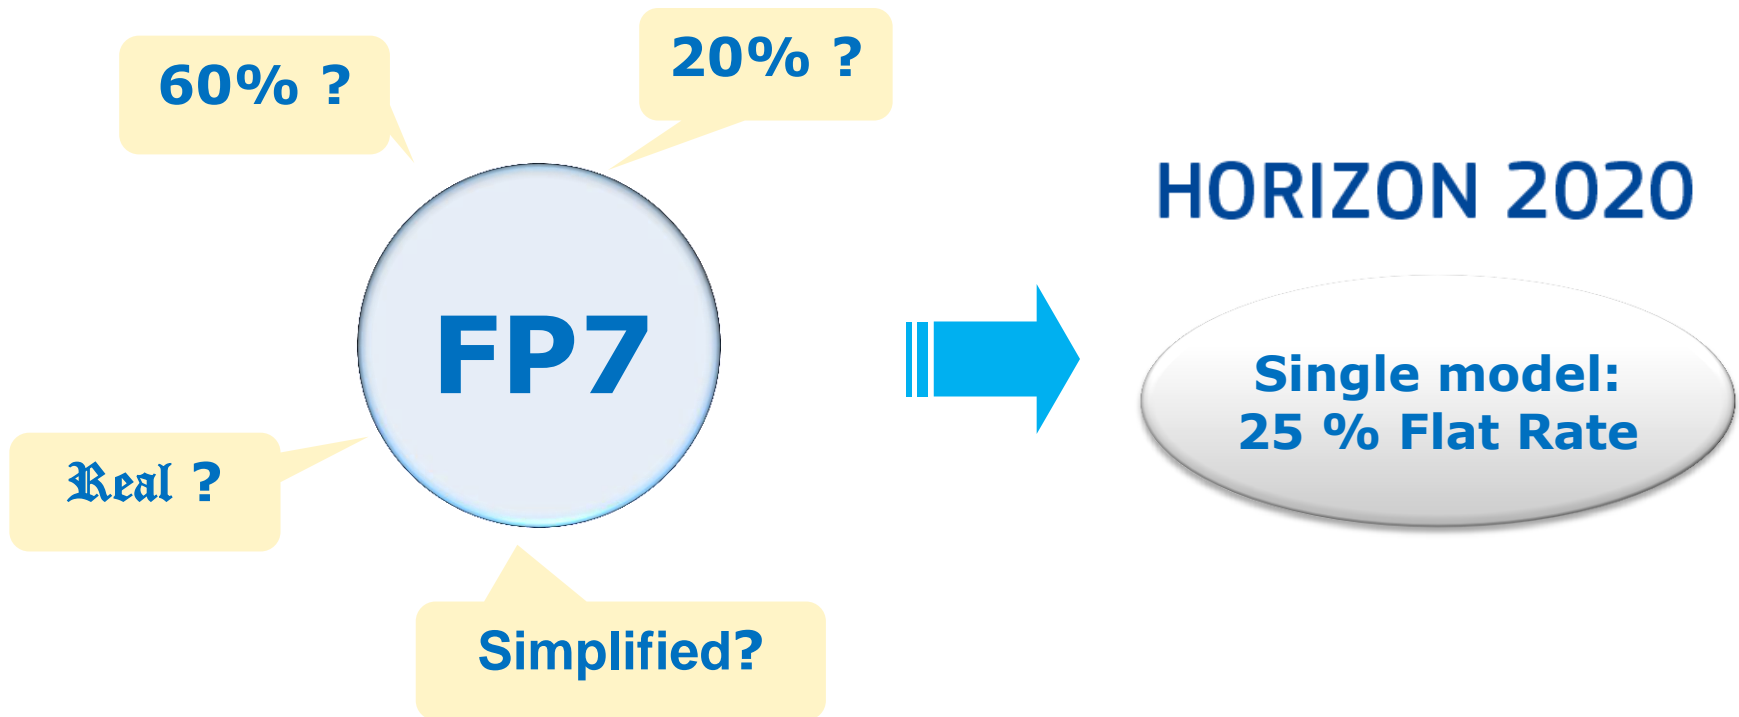 60% ?
20% ?
FP7
Real ?
Simplified?
HORIZON 2020
Single model:
25 % Flat Rate